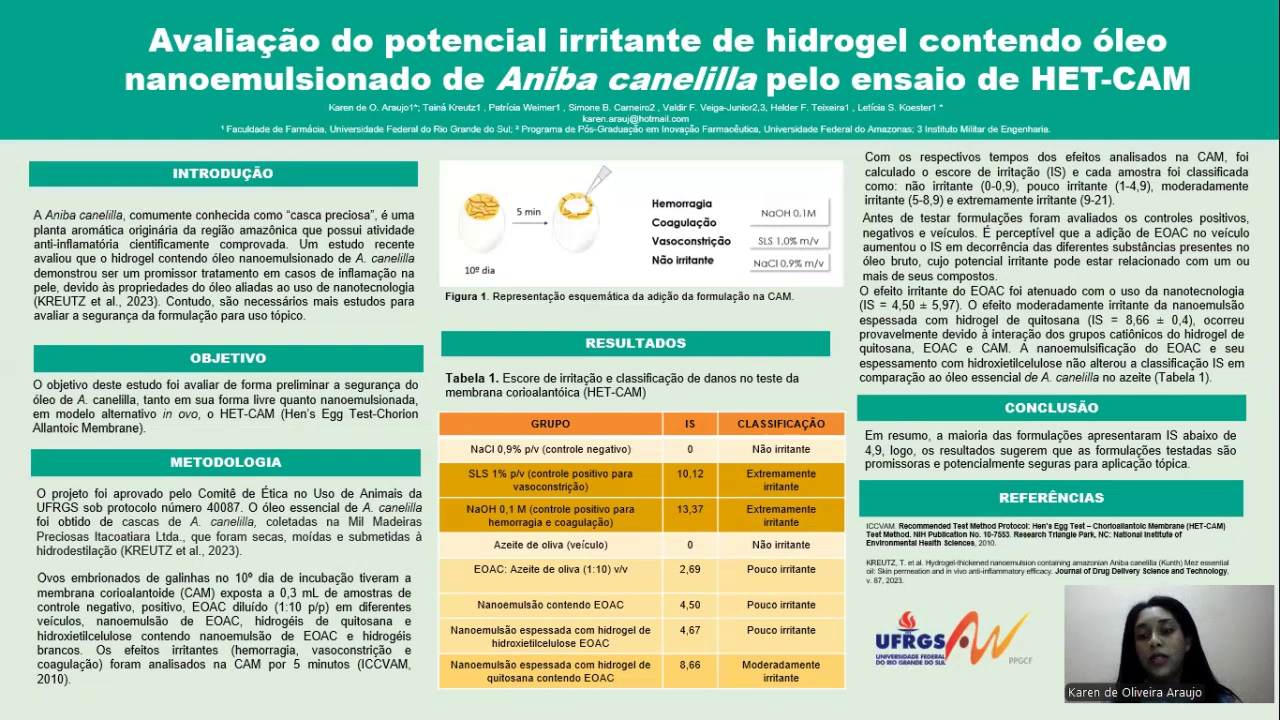 Avaliação do potencial irritante de hidrogel contendo óleo
nanoemulsionado de Aniba canelilla pelo ensaio de HET-CAM
Karen de O. Araujo1*; Tainá Kreutz1 , Patrícia Weimer1 , Simone B. Carneiro2 , Valdir F. Veiga-Junior2,3, Helder F. Teixeira1 , Letícia S. Koester1 *
karen.arauj@hotmail.com
¹ Faculdade de Farmácia, Universidade Federal do Rio Grande do Sul; ² Programa de Pós-Graduação em Inovação Farmacêutica, Universidade Federal do Amazonas; 3 Instituto Militar de Engenharia.
INTRODUÇÃO
A Aniba canelilla, comumente conhecida como “casca preciosa”, é uma
planta aromática originária da região amazônica que possui atividade
anti-inflamatória cientificamente comprovada. Um estudo recente
avaliou que o hidrogel contendo óleo nanoemulsionado de A. canelilla
demonstrou ser um promissor tratamento em casos de inflamação na
pele, devido às propriedades do óleo aliadas ao uso de nanotecnologia
(KREUTZ et al., 2023). Contudo, são necessários mais estudos para
avaliar a segurança da formulação para uso tópico.
OBJETIVO
O objetivo deste estudo foi avaliar de forma preliminar a segurança do
óleo de A. canelilla, tanto em sua forma livre quanto nanoemulsionada,
em modelo alternativo in ovo, o HET-CAM (Hen’s Egg Test-Chorion
Allantoic Membrane).
METODOLOGIA
O projeto foi aprovado pelo Comitê de Ética no Uso de Animais da
UFRGS sob protocolo número 40087. O óleo essencial de A. canelilla
foi obtido de cascas de A. canelilla, coletadas na Mil Madeiras
Preciosas Itacoatiara Ltda., que foram secas, moídas e submetidas à
hidrodestilação (KREUTZ et al., 2023).
Ovos embrionados de galinhas no 10º dia de incubação tiveram a
membrana corioalantoide (CAM) exposta a 0,3 mL de amostras de
controle negativo, positivo, EOAC diluído (1:10 p/p) em diferentes
veículos, nanoemulsão de EOAC, hidrogéis de quitosana e
hidroxietilcelulose contendo nanoemulsão de EOAC e hidrogéis
brancos. Os efeitos irritantes (hemorragia, vasoconstrição e
coagulação) foram analisados na CAM por 5 minutos (ICCVAM,
2010).
5 min
10º dia
Hemorragia
Coagulação
Vasoconstrição
Não irritante
NaOH 0,1M
SLS 1,0% m/v
NaCl 0,9% m/v
Figura 1. Representação esquemática da adição da formulação na CAM.
RESULTADOS
Tabela 1. Escore de irritação e classificação de danos no teste da
membrana corioalantóica (HET-CAM)
GRUPO IS CLASSIFICAÇÃO
NaCl 0,9% p/v (controle negativo) 0 Não irritante
SLS 1% p/v (controle positivo para vasoconstrição) 10,12 Extremamente irritante
NaOH 0,1 M (controle positivo para hemorragia e coagulação) 13,37 Extremamente irritante
Azeite de oliva (veículo) 0 Não irritante
EOAC: Azeite de oliva (1:10) v/v 2,69 Pouco irritante
Nanoemulsão contendo EOAC 4,50 Pouco irritante
Nanoemulsão espessada com hidrogel de hidroxietilcelulose EOAC 4,67 Pouco irritante
Nanoemulsão espessada com hidrogel de quitosana contendo EOAC 8,66 Moderadamente irritante
Com os respectivos tempos dos efeitos analisados na CAM, foi
calculado o escore de irritação (IS) e cada amostra foi classificada
como: não irritante (0-0,9), pouco irritante (1-4,9), moderadamente
irritante (5-8,9) e extremamente irritante (9-21).
Antes de testar formulações foram avaliados os controles positivos,
negativos e veículos. É perceptível que a adição de EOAC no veículo
aumentou o IS em decorrência das diferentes substâncias presentes no
óleo bruto, cujo potencial irritante pode estar relacionado com um ou
mais de seus compostos.
O efeito irritante do EOAC foi atenuado com o uso da nanotecnologia
(IS = 4,50 ± 5,97). O efeito moderadamente irritante da nanoemulsão
espessada com hidrogel de quitosana (IS = 8,66 ± 0,4), ocorreu
provavelmente devido à interação dos grupos catiônicos do hidrogel de
quitosana, EOAC e CAM. A nanoemulsificação do EOAC e seu
espessamento com hidroxietilcelulose não alterou a classificação IS em
comparação ao óleo essencial de A. canelilla no azeite (Tabela 1).
CONCLUSÃO
Em resumo, a maioria das formulações apresentaram IS abaixo de
4,9, logo, os resultados sugerem que as formulações testadas são
promissoras e potencialmente seguras para aplicação tópica.
REFERÊNCIAS
ICCVAM. Recommended Test Method Protocol: Hen’s Egg Test – Chorioallantoic Membrane (HET-CAM)
Test Method. NIH Publication No. 10-7553. Research Triangle Park, NC: National Institute of
Environmental Health Sciences, 2010.
KREUTZ, T. et al. Hydrogel-thickened nanoemulsion containing amazonian Aniba canelilla (Kunth) Mez essential
oil: Skin permeation and in vivo anti-inflammatory efficacy. Journal of Drug Delivery Science and Technology,
v. 87, 2023.
UFRGS
UNIVERSIDADE FEDERAL
DO RIO GRANDE DO SUL
PPGCF
Karen de Oliveira Araujo